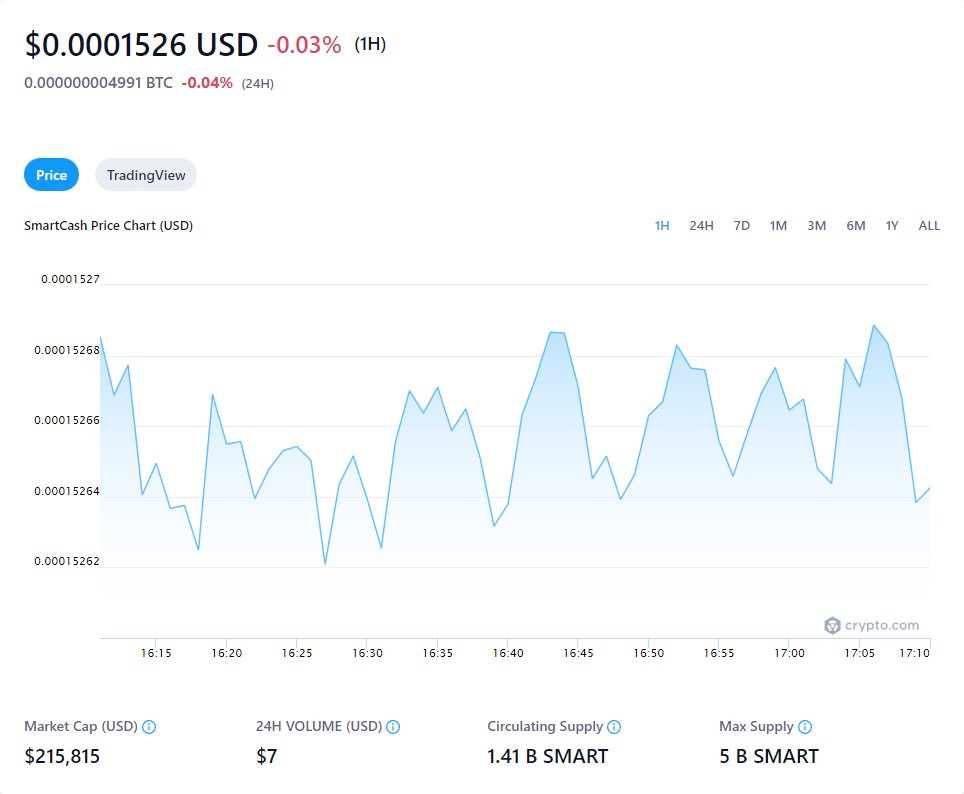 $0.0001526 USD -0.03% (1H)
0.000000004991 BTC -0.04% (24H)
Price TradingView
SmartCash Price Chart (USD) 1H 24H 7D 1M 3M 6M 1Y ALL
0.0001527
0.00015268
0.00015266
0.00015264
0.00015262
crypto.com
16:15 16:20 16:25 16:30 16:35 16:40 16:45 16:50 16:55 17:00 17:05 17:10
Market Cap (USD) 24H VOLUME (USD) Circulating Supply Max Supply
$215,815 $7 1.41 B SMART 5 B SMART